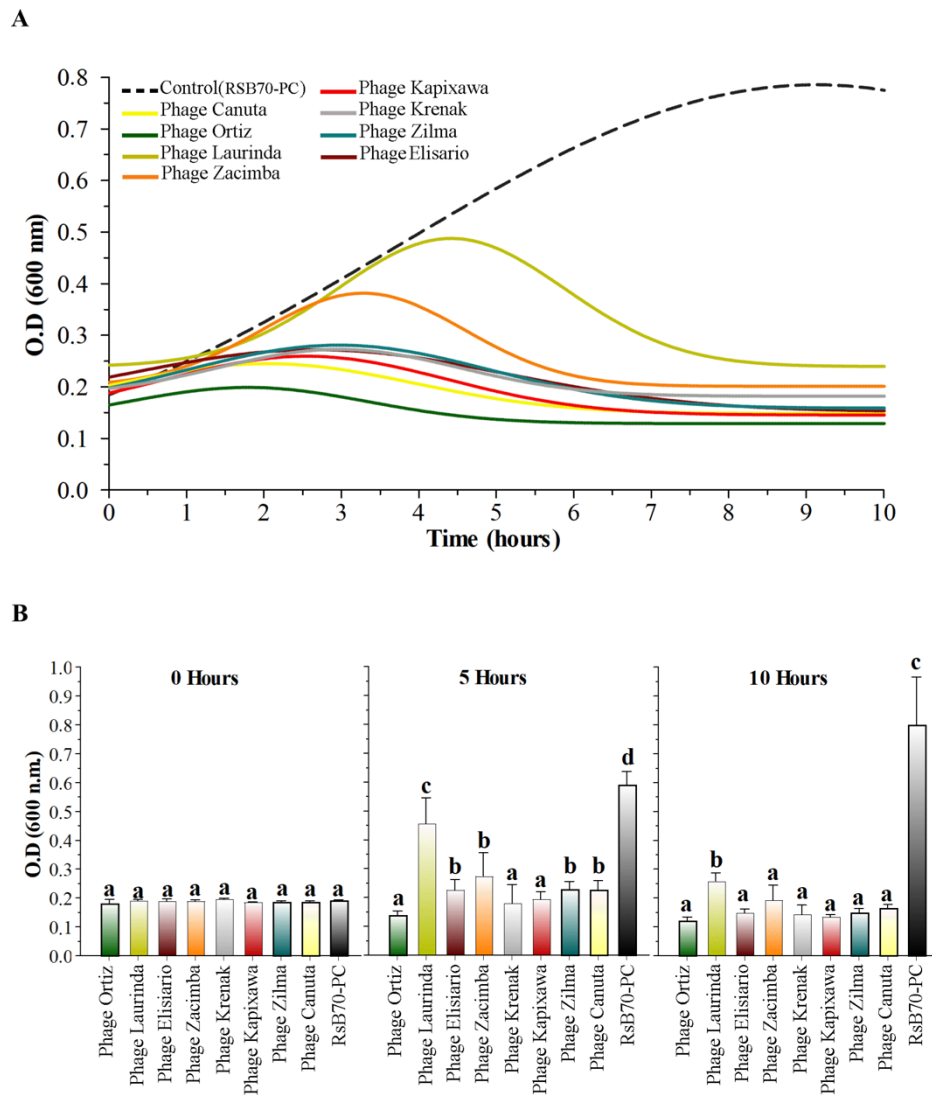 A
0.8
0.7
0.6
0.5
0.4
0.3
0.2
0.1
0.0
O.D (600 nm)
Control(RSB70-PC)
Phage Canuta
Phage Ortiz
Phage Laurinda
Phage Zacimba
Phage Kapixawa
Phage Krenak
Phage Zilma
Phage Elisario
0 1 2 3 4 5 6 7 8 9 10
Time (hours)
B
1.0
0.9
0.8
0.7
0.6
0.5
0.4
0.3
0.2
0.1
0.0
O.D (600 n.m.)
0 Hours
a a a a a a a a a
Phage Ortiz
Phage Laurinda
Phage Elisiario
Phage Zacimba
Phage Krenak
Phage Kapixawa
Phage Zilma
Phage Canuta
RsB70-PC
5 Hours
a c b b a a b b d
Phage Ortiz
Phage Laurinda
Phage Elisiario
Phage Zacimba
Phage Krenak
Phage Kapixawa
Phage Zilma
Phage Canuta
RsB70-PC
10 Hours
a b a a a a a a c
Phage Ortiz
Phage Laurinda
Phage Elisiario
Phage Zacimba
Phage Krenak
Phage Kapixawa
Phage Zilma
Phage Canuta
RsB70-PC